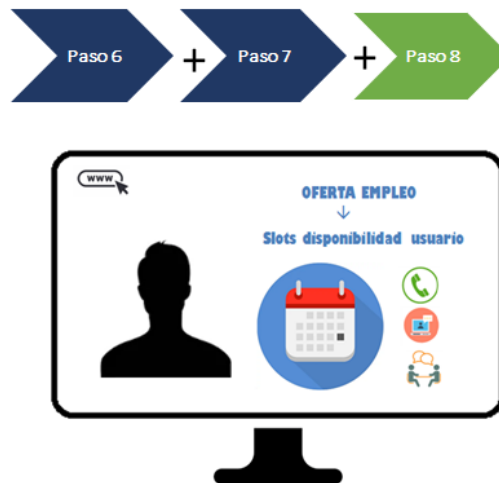 Paso 6 + Paso 7 + Paso 8
www
OFERTA EMPLEO
↓
Slots disponibilidad usuario